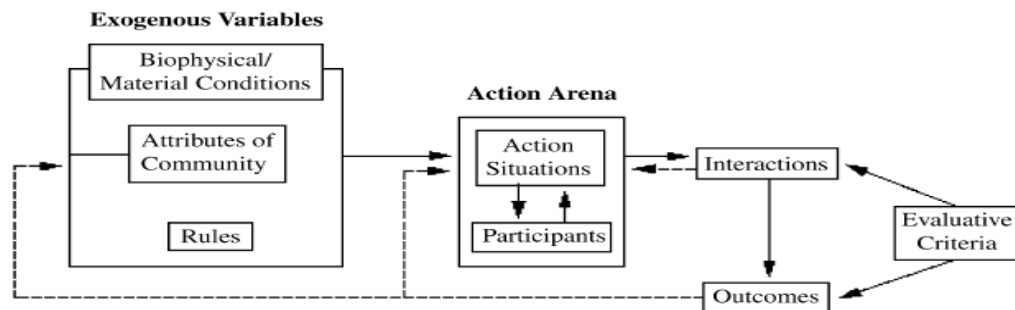 Exogenous Variables
Biophysical/
Material Conditions
Attributes of
Community
Rules
Action Arena
Action
Situations
Participants
Interactions
Outcomes
Evaluative
Criteria